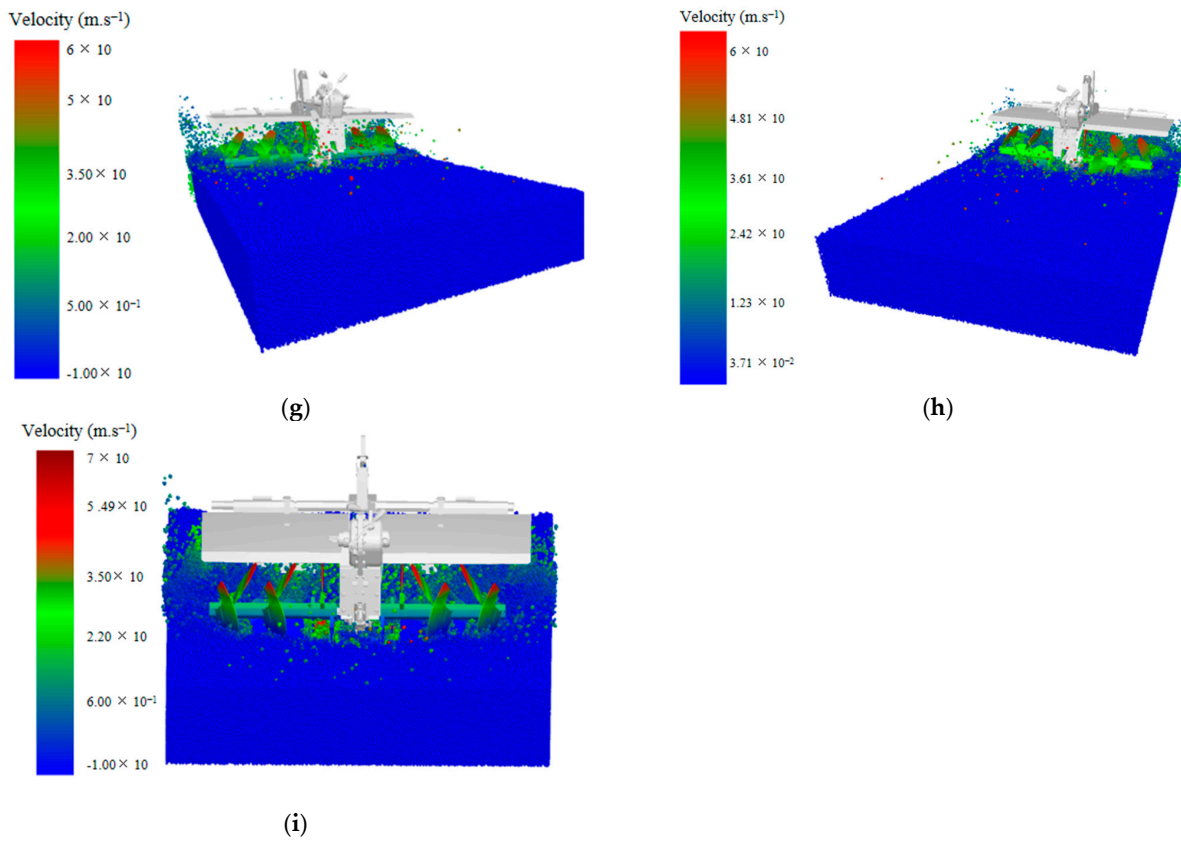 Velocity (m.s⁻¹)
6 × 10
5 × 10
3.50 × 10
2.00 × 10
5.00 × 10⁻¹
-1.00 × 10
(g)
Velocity (m.s⁻¹)
6 × 10
4.81 × 10
3.61 × 10
2.42 × 10
1.23 × 10
3.71 × 10⁻²
(h)
Velocity (m.s⁻¹)
7 × 10
5.49 × 10
3.50 × 10
2.20 × 10
6.00 × 10⁻¹
-1.00 × 10
(i)